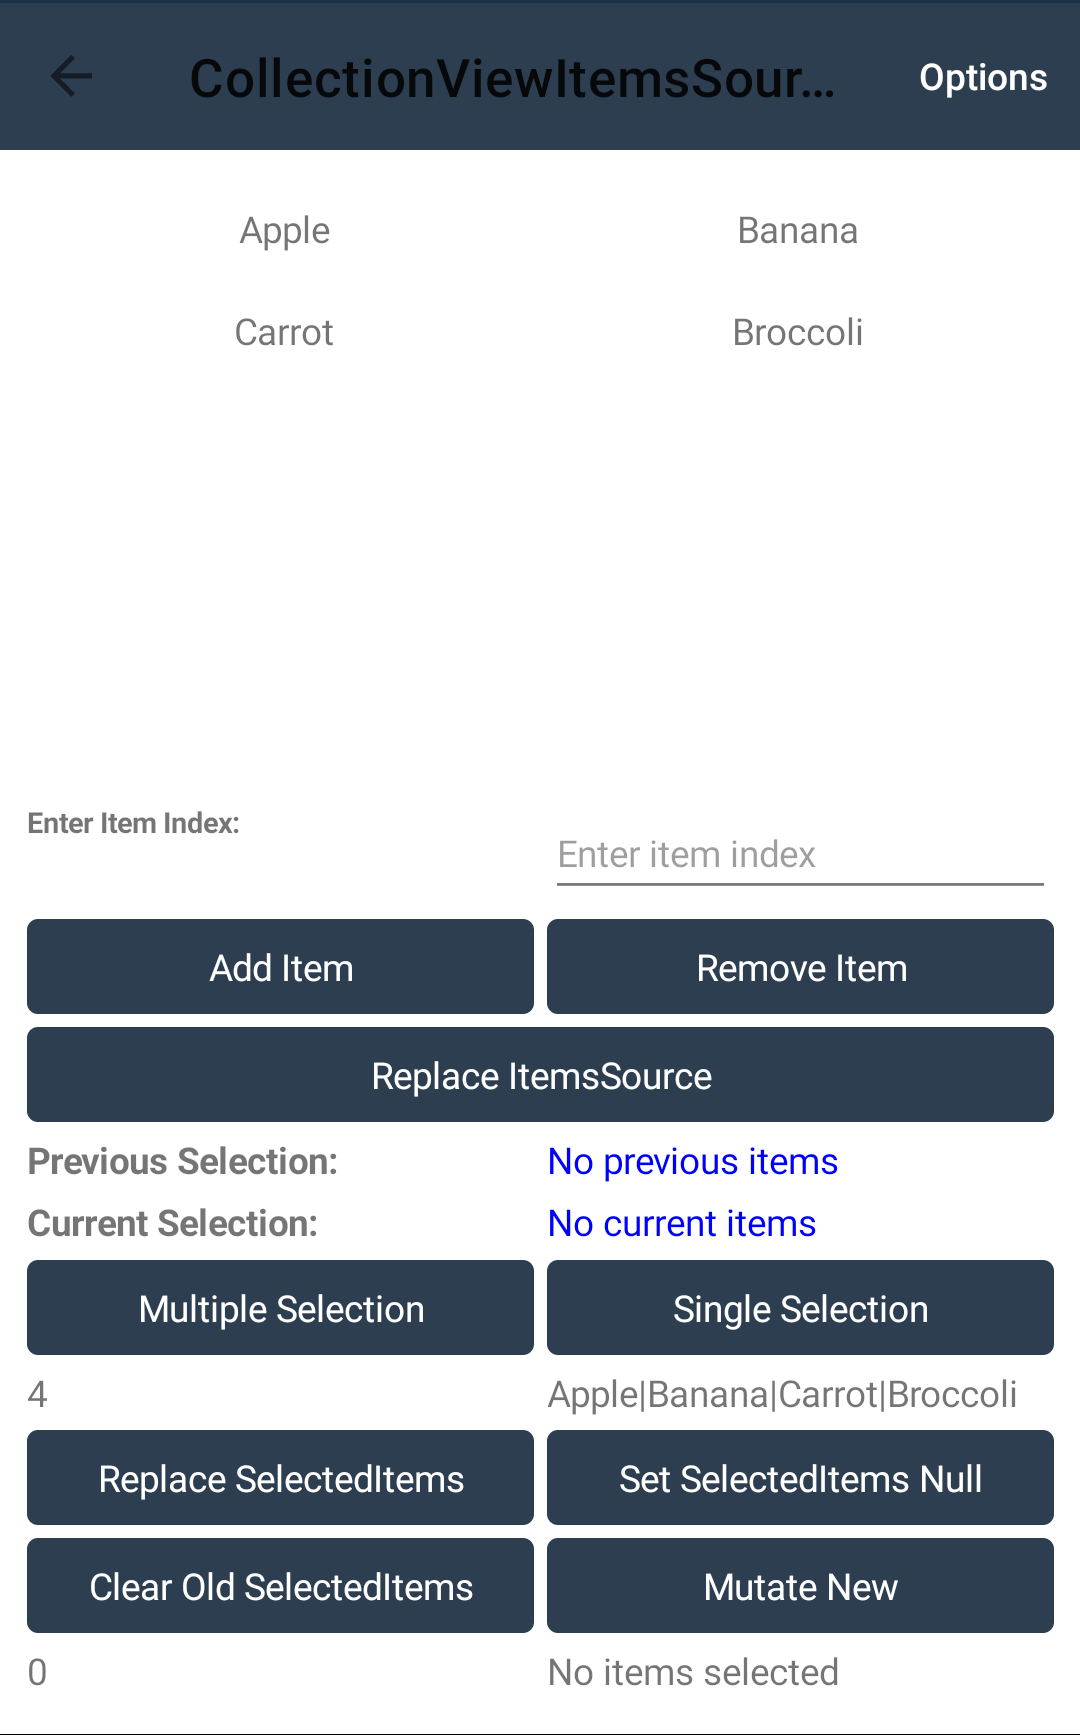 CollectionViewItemsSour...
Options
Apple
Banana
Carrot
Broccoli
Enter Item Index:
Enter item index
Add Item
Remove Item
Replace ItemsSource
Previous Selection:
No previous items
Current Selection:
No current items
Multiple Selection
Single Selection
4
Apple|Banana|Carrot|Broccoli
Replace SelectedItems
Set SelectedItems Null
Clear Old SelectedItems
Mutate New
0
No items selected